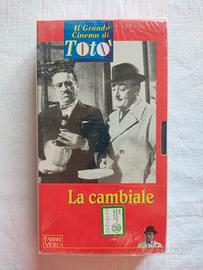 Il Grande
Cinema di
TOTÒ
La cambiale
FABBRI
VIDEO